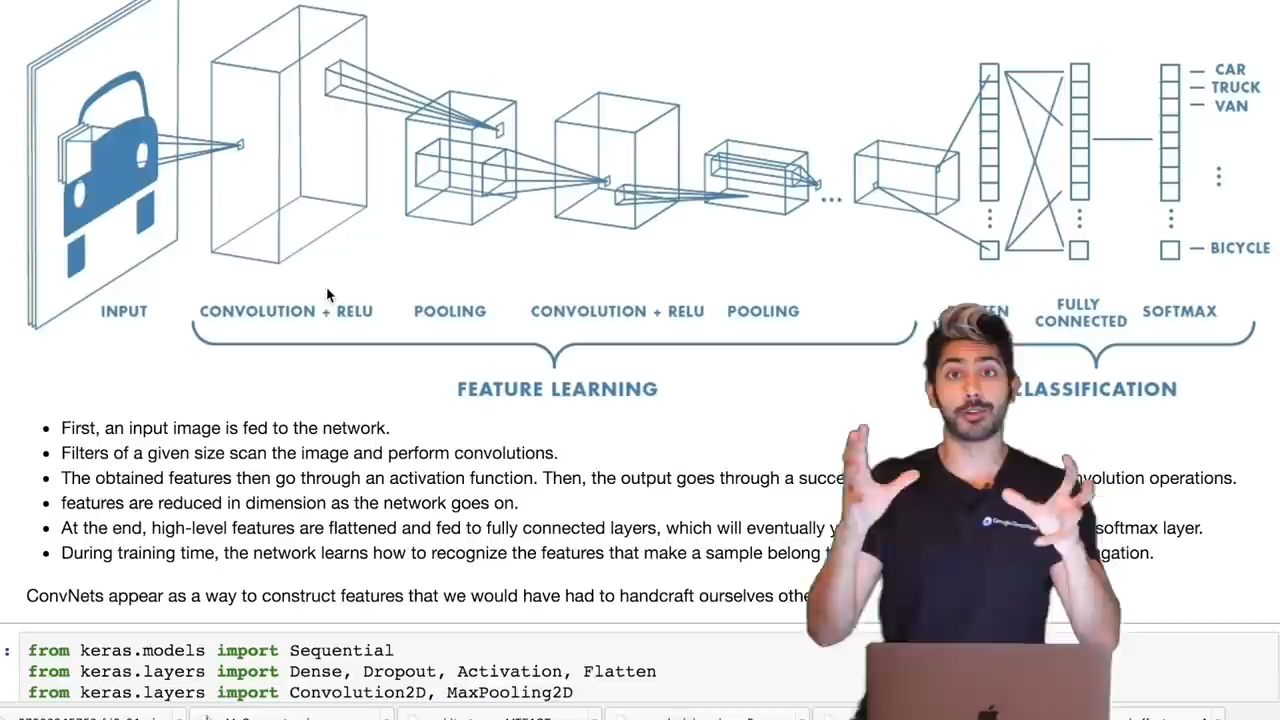 CAR
TRUCK
VAN
BICYCLE
INPUT
CONVOLUTION + RELU
POOLING
CONVOLUTION + RELU
POOLING
FULLY
CONNECTED
SOFTMAX
FEATURE LEARNING
CLASSIFICATION
• First, an input image is fed to the network.
• Filters of a given size scan the image and perform convolutions.
• The obtained features then go through an activation function. Then, the output goes through a operations.
• features are reduced in dimension as the network goes on.
• At the end, high-level features are flattened and fed to fully connected layers, which will eventually softmax layer.
• During training time, the network learns how to recognize the features that make a sample belong
ConvNets appear as a way to construct features that we would have had to handcraft ourselves
from keras.models import Sequential
from keras.layers import Dense, Dropout, Activation, Flatten
from keras.layers import Convolution2D, MaxPooling2D